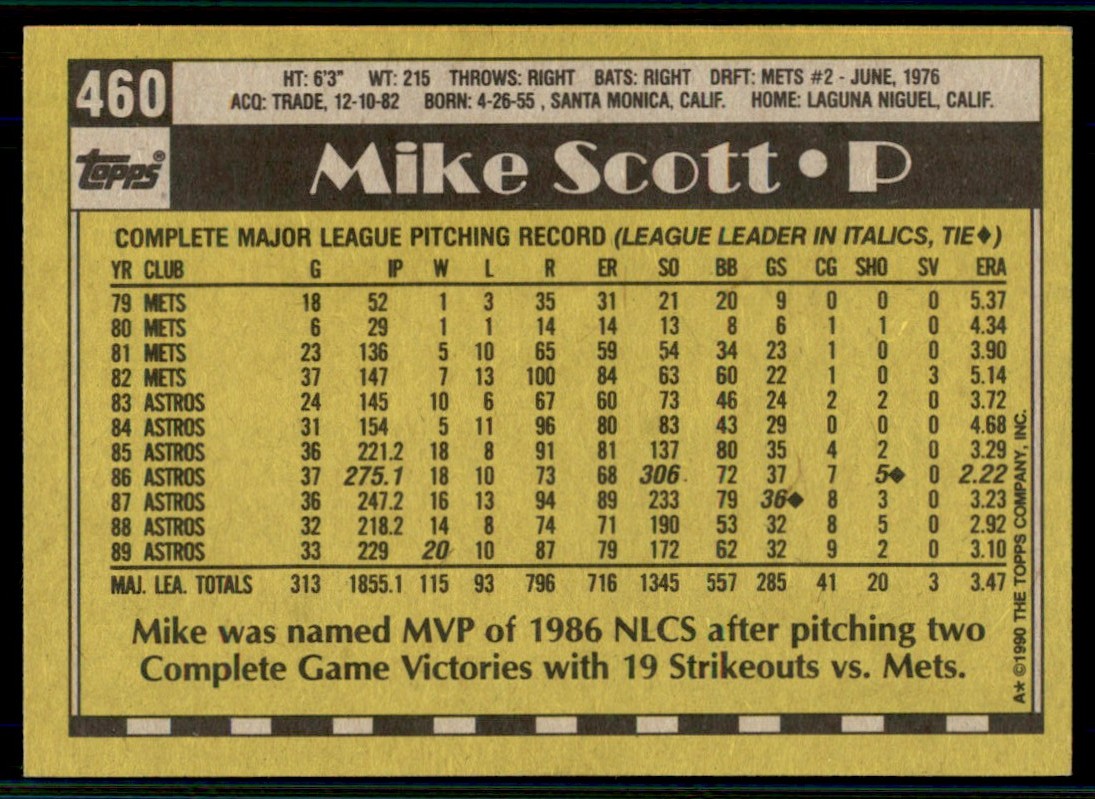 460
HT: 6'3" WT: 215 THROWS: RIGHT BATS: RIGHT DRFT: METS #2 - JUNE, 1976
ACQ: TRADE, 12-10-82 BORN: 4-26-55 , SANTA MONICA, CALIF. HOME: LAGUNA NIGUEL, CALIF.
Topps®
Mike Scott • P
COMPLETE MAJOR LEAGUE PITCHING RECORD (LEAGUE LEADER IN ITALICS, TIE♦)
YR CLUB G IP W L R ER SO BB GS CG SHO SV ERA
79 METS 18 52 1 3 35 31 21 20 9 0 0 0 5.37
80 METS 6 29 1 1 14 14 13 8 6 1 1 0 4.34
81 METS 23 136 5 10 65 59 54 34 23 1 0 0 3.90
82 METS 37 147 7 13 100 84 63 60 22 1 0 3 5.14
83 ASTROS 24 145 10 6 67 60 73 46 24 2 2 0 3.72
84 ASTROS 31 154 5 11 96 80 83 43 29 0 0 0 4.68
85 ASTROS 36 221.2 18 8 91 81 137 80 35 4 2 0 3.29
86 ASTROS 37 275.1 18 10 73 68 306 72 37 7 5♦ 0 2.22
87 ASTROS 36 247.2 16 13 94 89 233 79 36♦ 8 3 0 3.23
88 ASTROS 32 218.2 14 8 74 71 190 53 32 8 5 0 2.92
89 ASTROS 33 229 20 10 87 79 172 62 32 9 2 0 3.10
MAJ. LEA. TOTALS 313 1855.1 115 93 796 716 1345 557 285 41 20 3 3.47
Mike was named MVP of 1986 NLCS after pitching two
Complete Game Victories with 19 Strikeouts vs. Mets.
A★ ©1990 THE TOPPS COMPANY, INC.